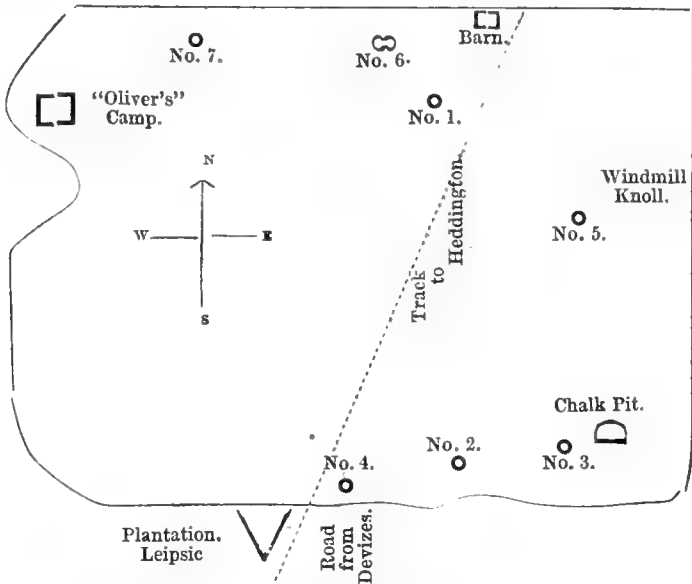 Barn.
No. 7.
No. 6.
"Oliver's"
Camp.
No. 1.
N
Windmill
Knoll.
W
E
No. 5.
S
Track
to
Heddington.
Chalk Pit.
No. 2.
No. 3.
No. 4.
Plantation.
Leipsic
Road
from
Devizes.